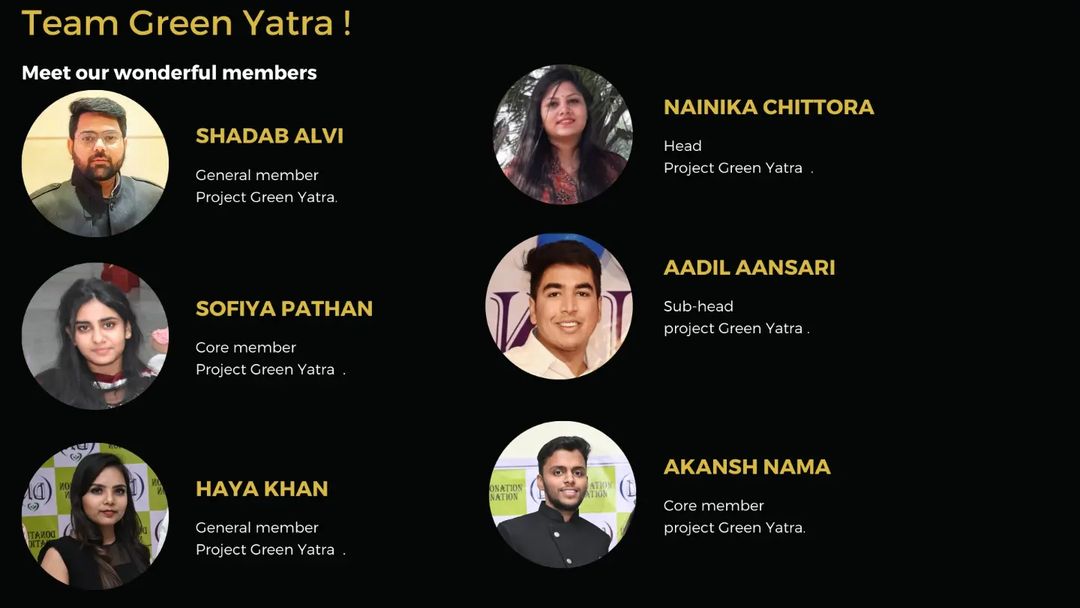 Team Green Yatra !
Meet our wonderful members
SHADAB ALVI
General member
Project Green Yatra.
SOFIYA PATHAN
Core member
Project Green Yatra .
HAYA KHAN
General member
Project Green Yatra .
NAINIKA CHITTORA
Head
Project Green Yatra .
AADIL AANSARI
Sub-head
project Green Yatra .
AKANSH NAMA
Core member
project Green Yatra.
DONATION
NATION